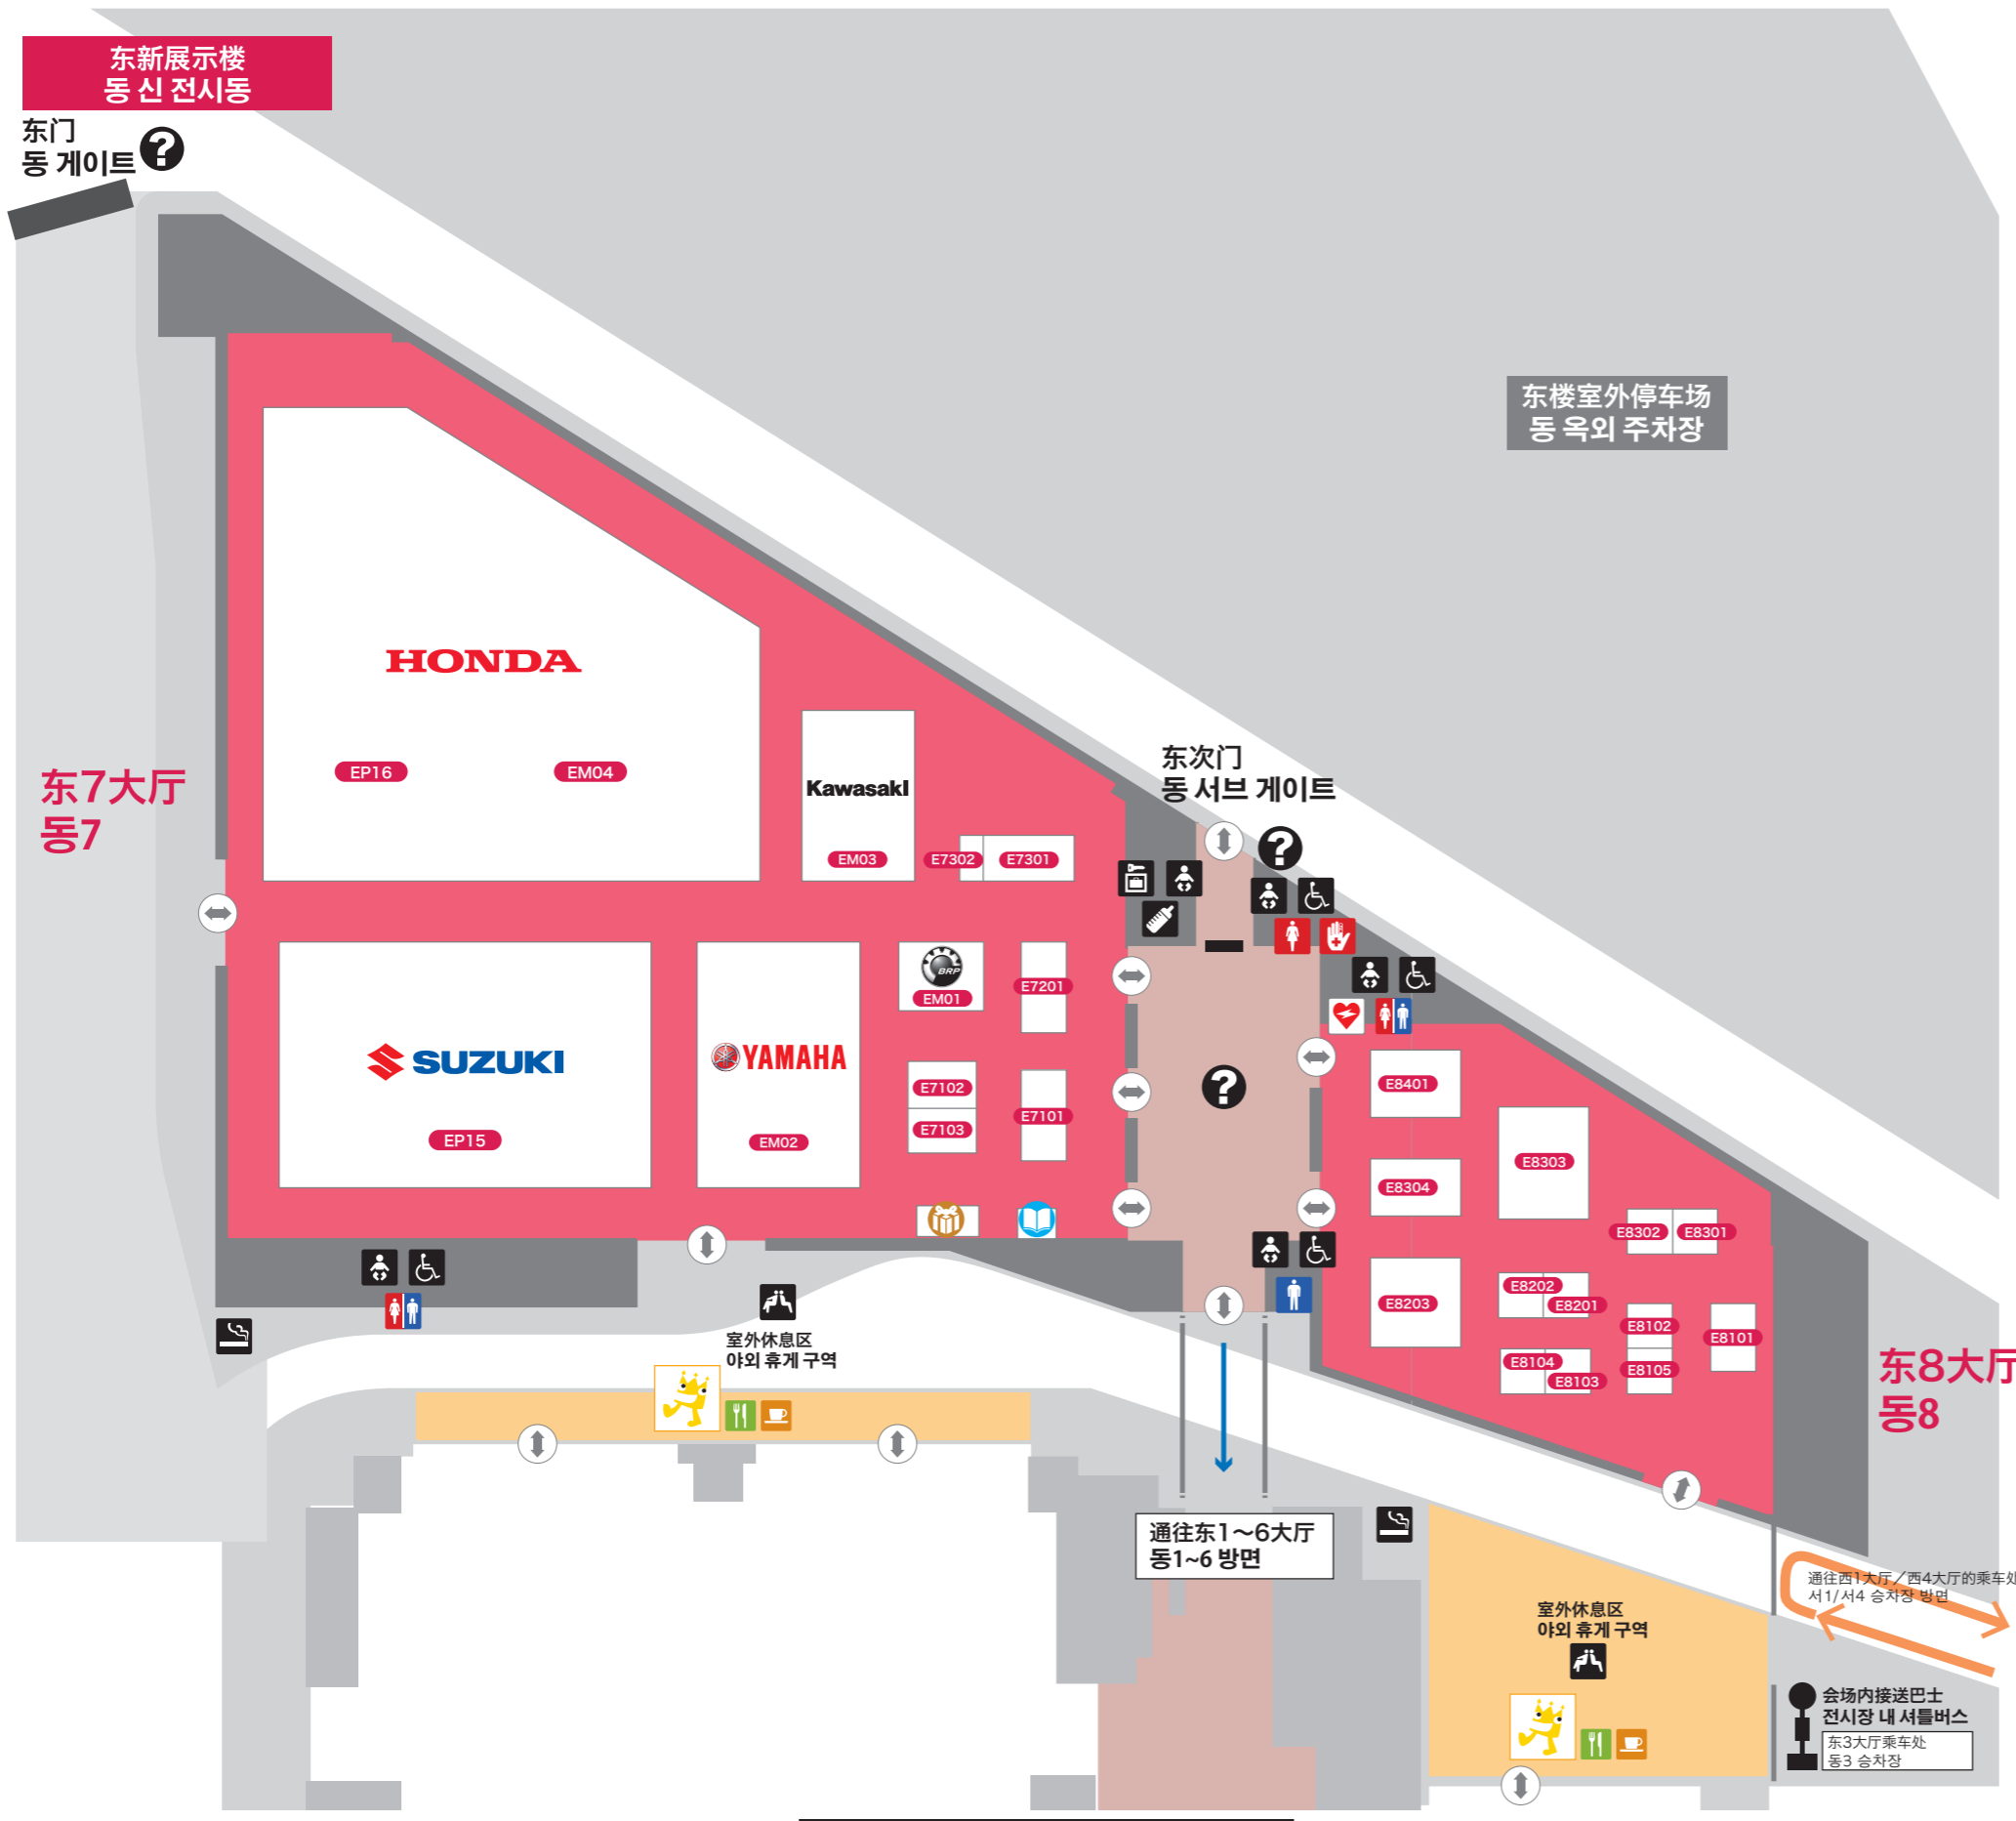 东新展示楼
동 신 전시동
东门
동 게이트
?
东楼室外停车场
동 옥외 주차장
HONDA
EP16
EM04
东7大厅
동7
Kawasaki
EM03
E7302
E7301
东次门
동 서브 게이트
?
BRP
EM01
E7201
SUZUKI
EP15
YAMAHA
EM02
E7102
E7103
E7101
?
E8401
E8303
E8304
E8302
E8301
E8203
E8202
E8201
E8102
E8101
E8104
E8103
E8105
东8大厅
동8
室外休息区
야외 휴게 구역
通往东1～6大厅
동1~6 방면
通往西1大厅／西4大厅的乘车处
서1/서4 승차장 방면
室外休息区
야외 휴게 구역
会场内接送巴士
전시장 내 셔틀버스
东3大厅乘车处
동3 승차장